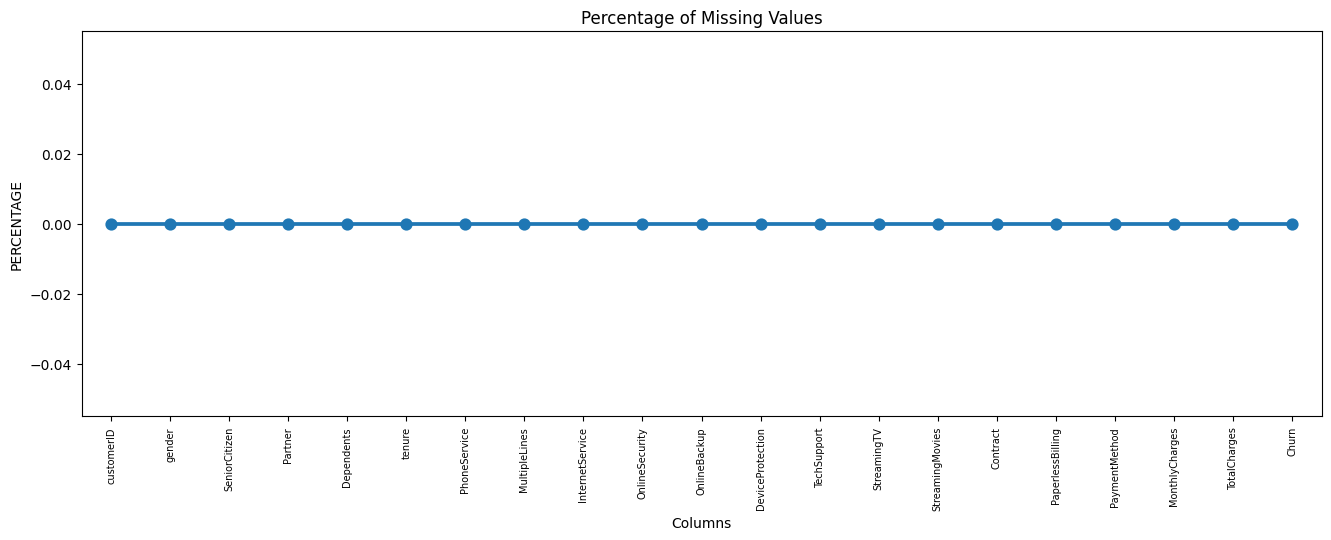 Percentage of Missing Values
PERCENTAGE
0.04
0.02
0.00
−0.02
−0.04
customerID
gender
SeniorCitizen
Partner
Dependents
tenure
PhoneService
MultipleLines
InternetService
OnlineSecurity
OnlineBackup
DeviceProtection
TechSupport
StreamingTV
StreamingMovies
Contract
PaperlessBilling
PaymentMethod
MonthlyCharges
TotalCharges
Churn
Columns